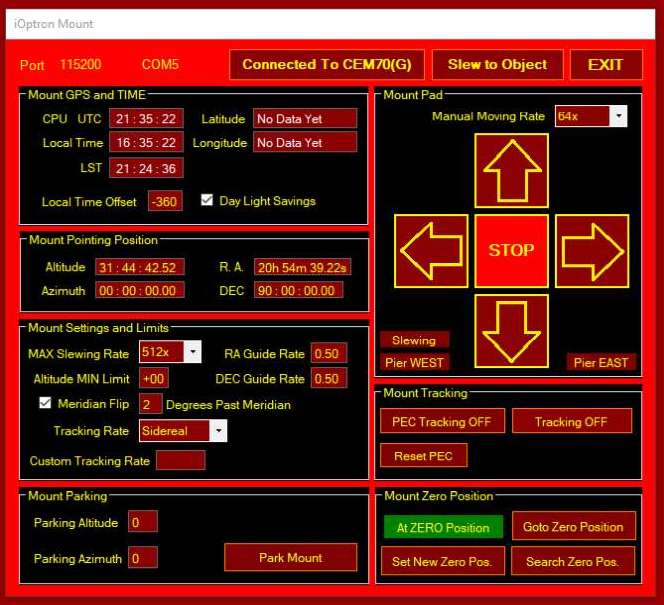 iOptron Mount
Port 115200 COM5 Connected To CEM70(G) Slew to Object EXIT
Mount GPS and TIME
CPU UTC 21 : 35 : 22 Latitude No Data Yet
Local Time 16 : 35 : 22 Longitude No Data Yet
LST 21 : 24 : 36
Local Time Offset -360 Day Light Savings
Mount Pointing Position
Altitude 31 : 44 : 42.52 R. A. 20h 54m 39.22s
Azimuth 00 : 00 : 00.00 DEC 90 : 00 : 00.00
Mount Settings and Limits
MAX Slewing Rate 512x RA Guide Rate 0.50
Altitude MIN Limit +00 DEC Guide Rate 0.50
Meridian Flip 2 Degrees Past Meridian
Tracking Rate Sidereal
Custom Tracking Rate
Mount Parking
Parking Altitude 0
Parking Azimuth 0 Park Mount
Mount Pad
Manual Moving Rate 64x
STOP
Slewing
Pier WEST Pier EAST
Mount Tracking
PEC Tracking OFF Tracking OFF
Reset PEC
Mount Zero Position
At ZERO Position Goto Zero Position
Set New Zero Pos. Search Zero Pos.